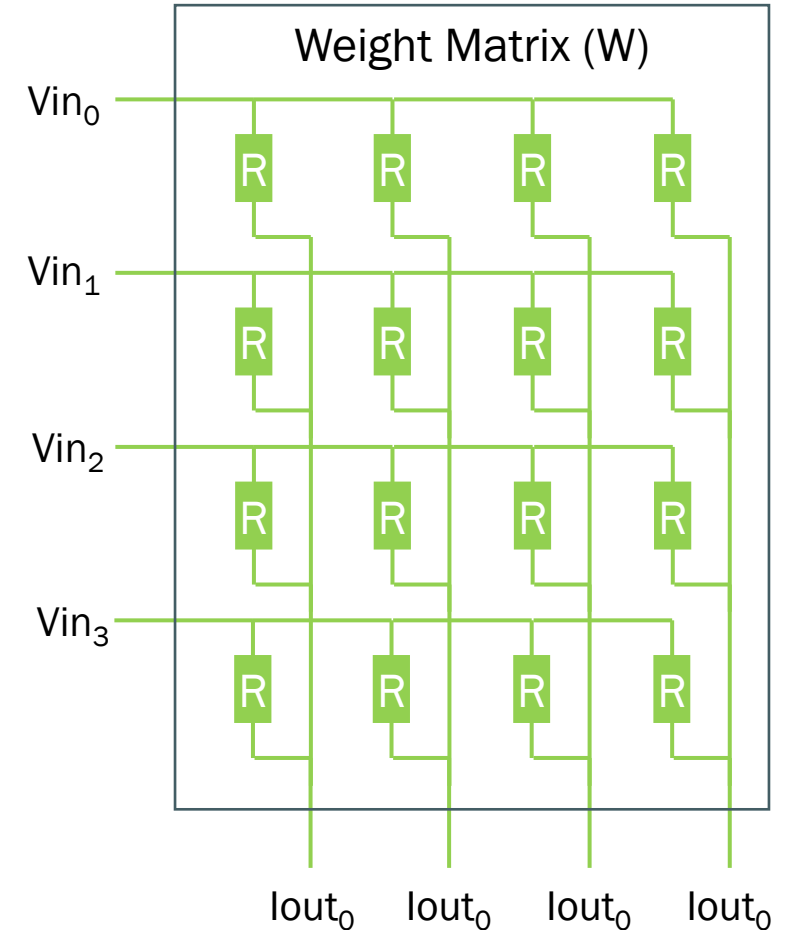 Weight Matrix (W)
Vin₀
R R R R
Vin₁
R R R R
Vin₂
R R R R
Vin₃
R R R R
Iout₀ Iout₀ Iout₀ Iout₀